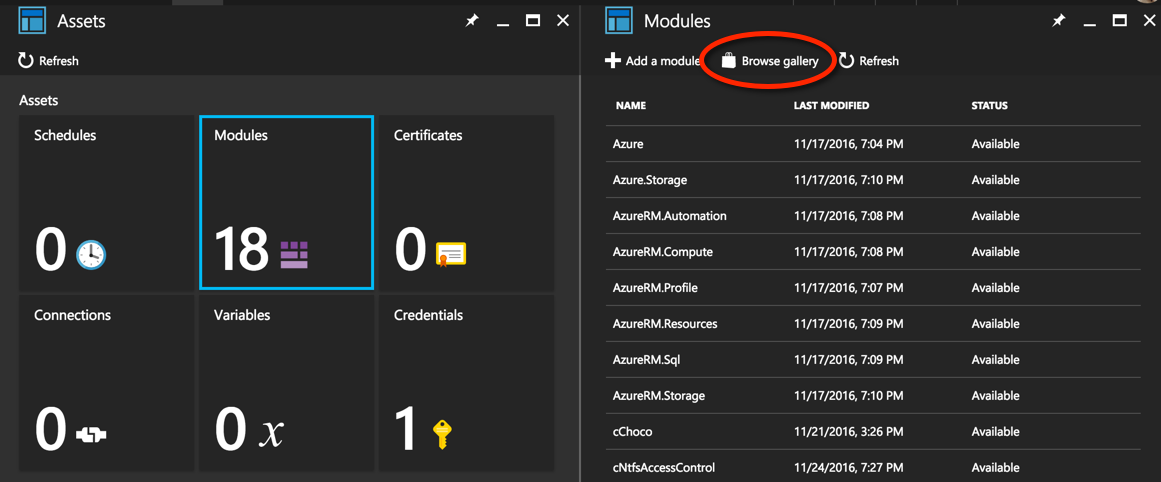 Assets
Refresh
Assets
Schedules
0
Modules
18
Certificates
0
Connections
0
Variables
0 x
Credentials
1
Modules
Add a module Browse gallery Refresh
NAME LAST MODIFIED STATUS
Azure 11/17/2016, 7:04 PM Available
Azure.Storage 11/17/2016, 7:10 PM Available
AzureRM.Automation 11/17/2016, 7:08 PM Available
AzureRM.Compute 11/17/2016, 7:08 PM Available
AzureRM.Profile 11/17/2016, 7:07 PM Available
AzureRM.Resources 11/17/2016, 7:09 PM Available
AzureRM.Sql 11/17/2016, 7:09 PM Available
AzureRM.Storage 11/17/2016, 7:10 PM Available
cChoco 11/21/2016, 3:26 PM Available
cNtfsAccessControl 11/24/2016, 7:27 PM Available